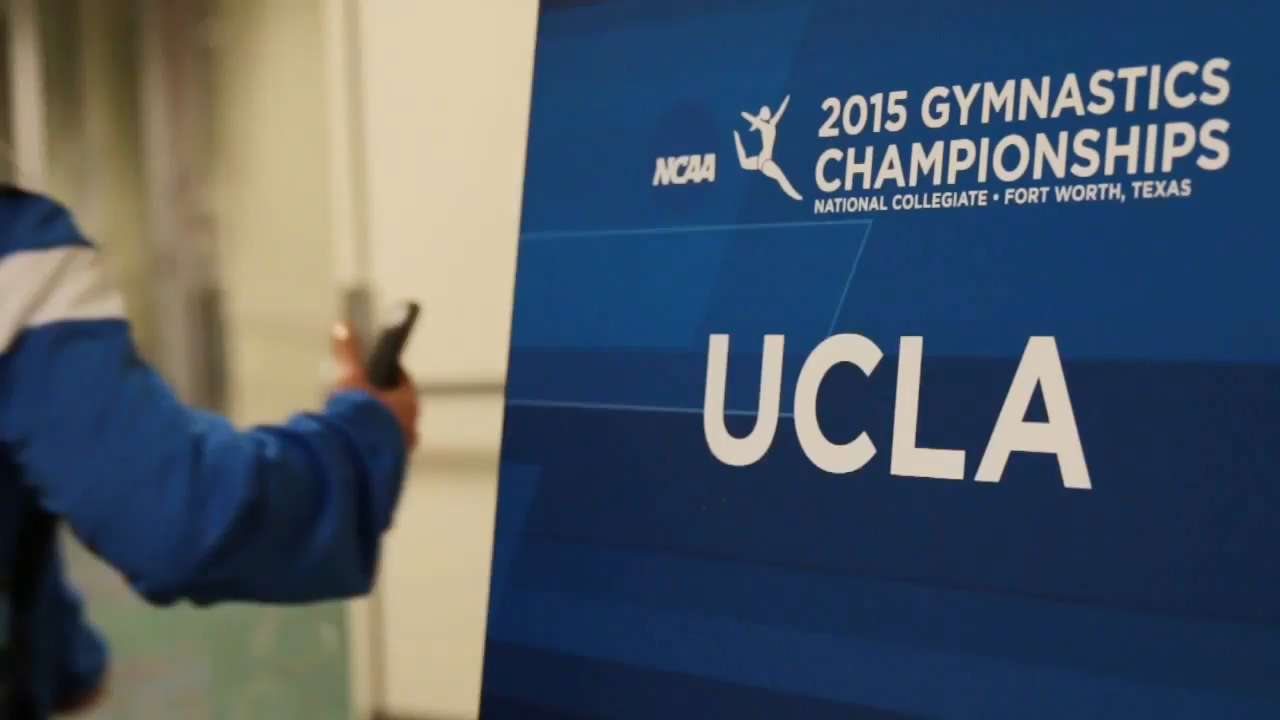 NCAA
2015 GYMNASTICS
CHAMPIONSHIPS
NATIONAL COLLEGIATE • FORT WORTH, TEXAS
UCLA